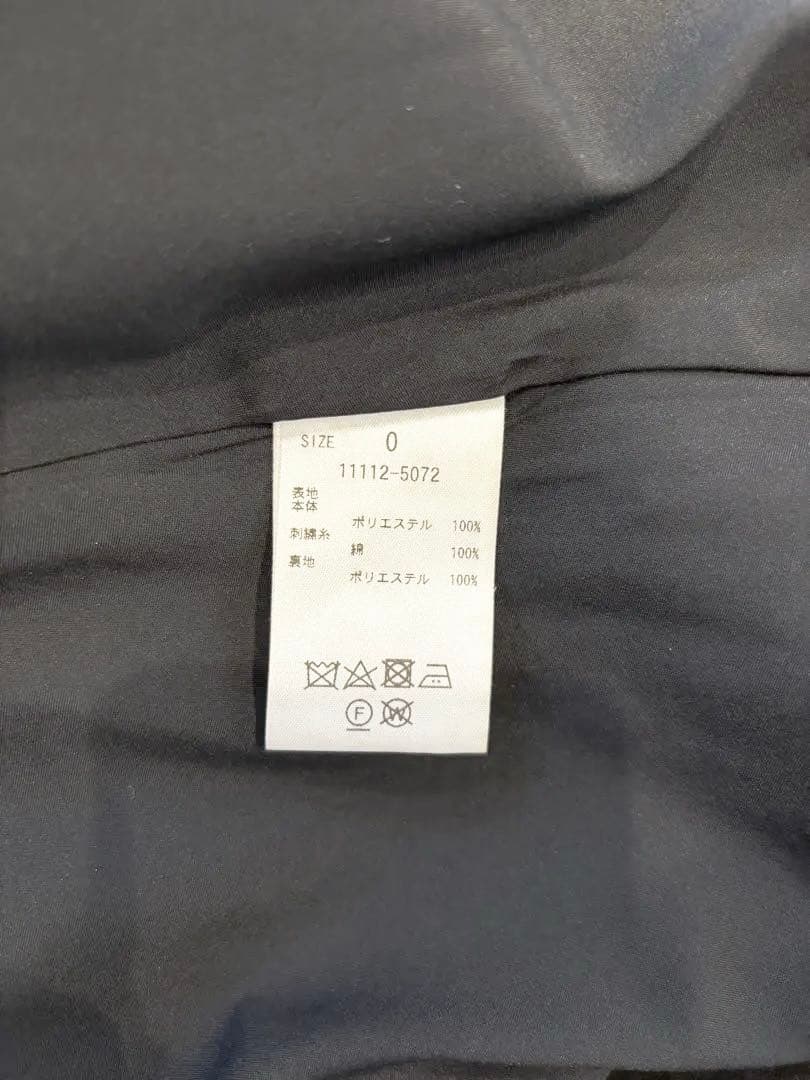 SIZE 0
11112-5072
表地
本体
ポリエステル 100%
刺繍糸
綿 100%
裏地
ポリエステル 100%
F
W